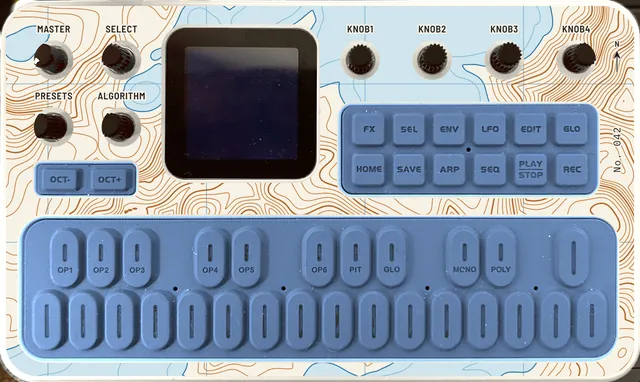 MASTER SELECT
KNOB1 KNOB2 KNOB3 KNOB4
N
PRESETS ALGORITHM
FX SEL ENV LFO EDIT GLO
HOME SAVE ARP SEQ PLAY STOP REC
No. 042
OCT- OCT+
OP1 OP2 OP3 OP4 OP5 OP6 PIT GLO MONO POLY